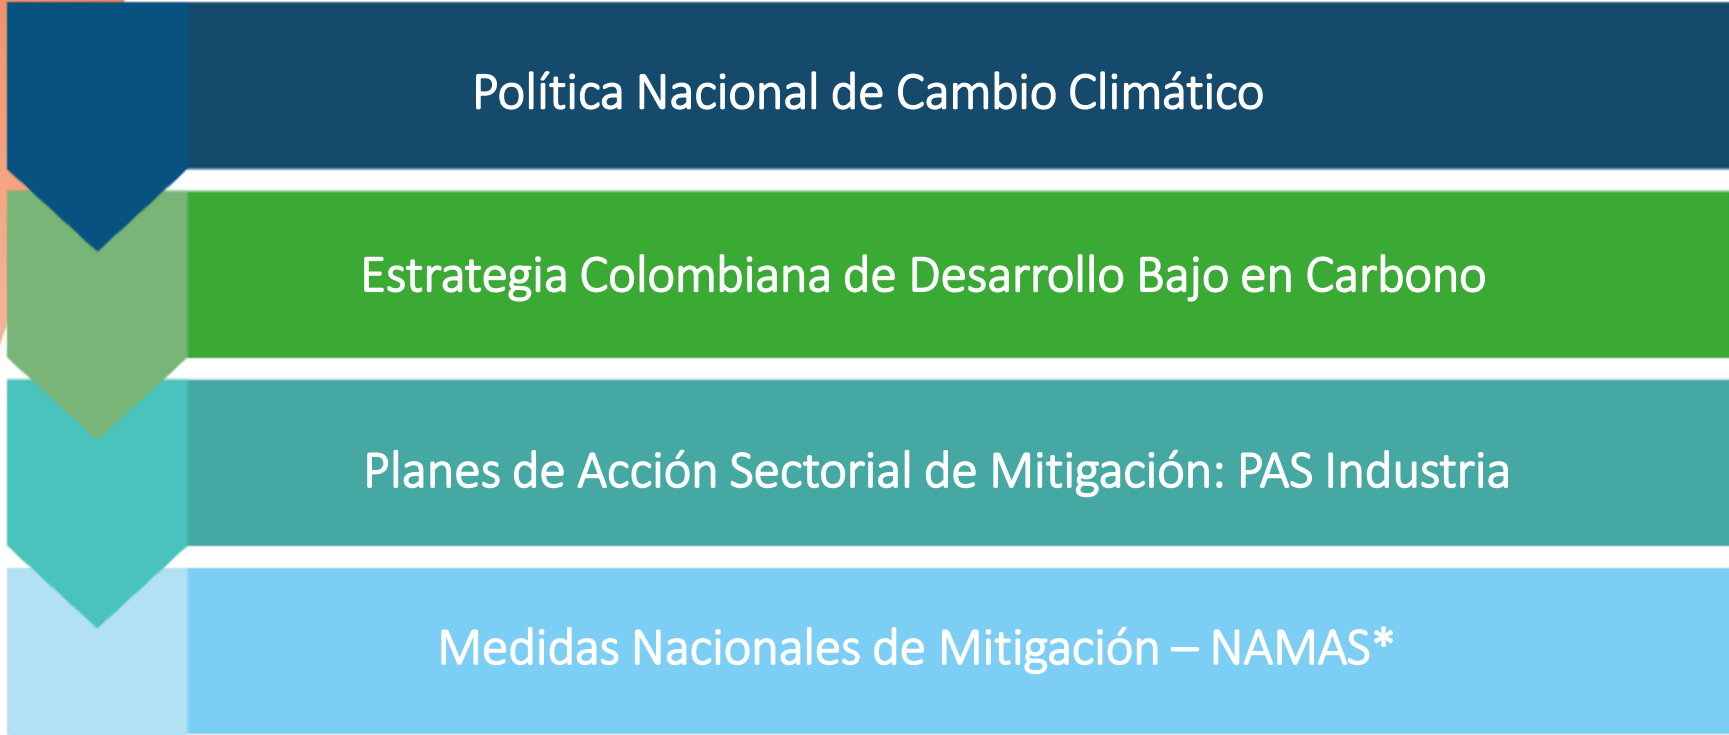 Política Nacional de Cambio Climático
Estrategia Colombiana de Desarrollo Bajo en Carbono
Planes de Acción Sectorial de Mitigación: PAS Industria
Medidas Nacionales de Mitigación – NAMAS*